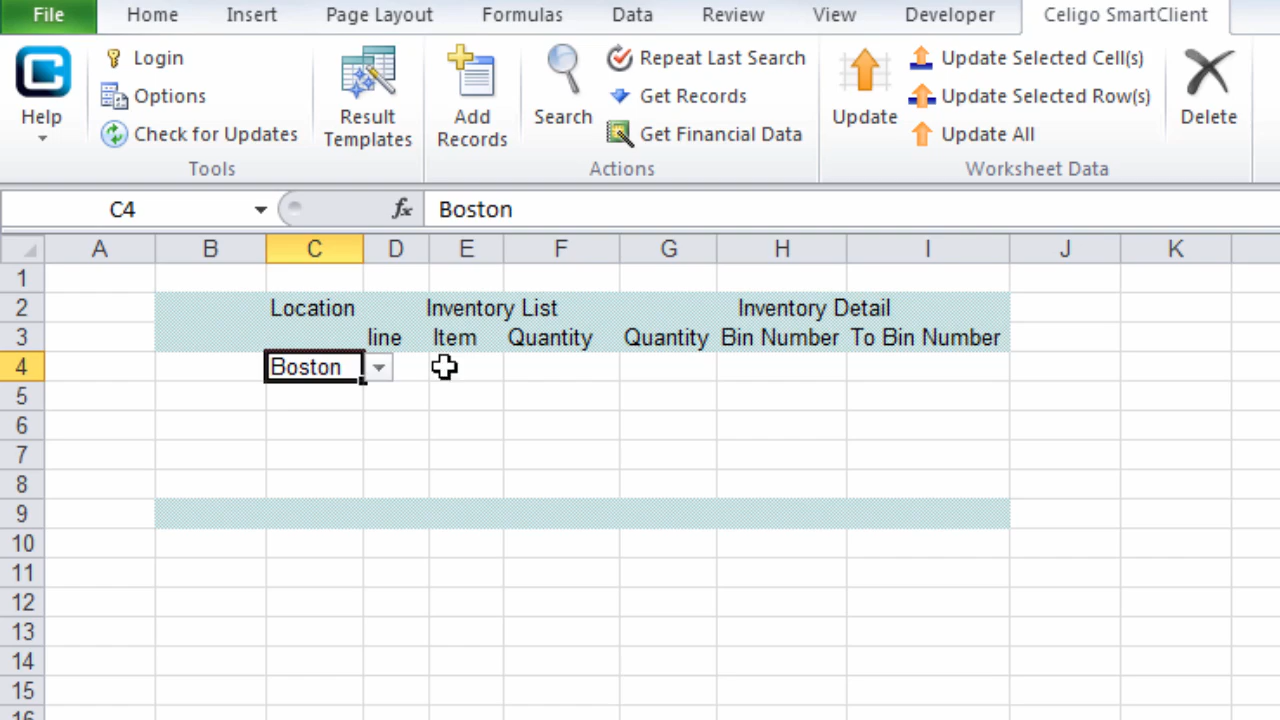 File Home Insert Page Layout Formulas Data Review View Developer Celigo SmartClient
Login Repeat Last Search Update Selected Cell(s)
Options Get Records Update Selected Row(s)
Help Result Add Search Update Delete
Check for Updates Templates Records Get Financial Data Update All
Tools Actions Worksheet Data
C4 fx Boston
A B C D E F G H I J K
1
2 Location Inventory List Inventory Detail
3 line Item Quantity Quantity Bin Number To Bin Number
4 Boston
5
6
7
8
9
10
11
12
13
14
15
16